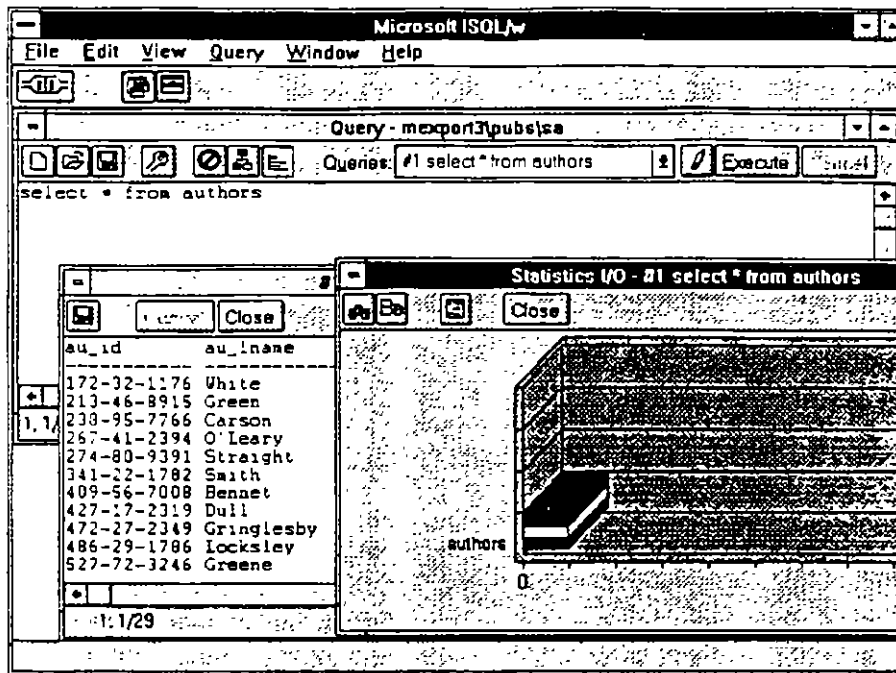 Microsoft ISQL/w
File Edit View Query Window Help
Query - mexport3\pubs\sa
Queries: #1 select * from authors Execute
select * from authors
#
Statistics I/O - #1 select * from authors
Close
Close
au_id au_lname
172-32-1176 White
213-46-8915 Green
238-95-7766 Carson
267-41-2394 O'Leary
274-80-9391 Straight
341-22-1782 Smith
409-56-7008 Bennet
427-17-2319 Dull
472-27-2349 Gringlesby
486-29-1786 Locksley
527-72-3246 Greene
1, 1/
1; 1/29
authors
0